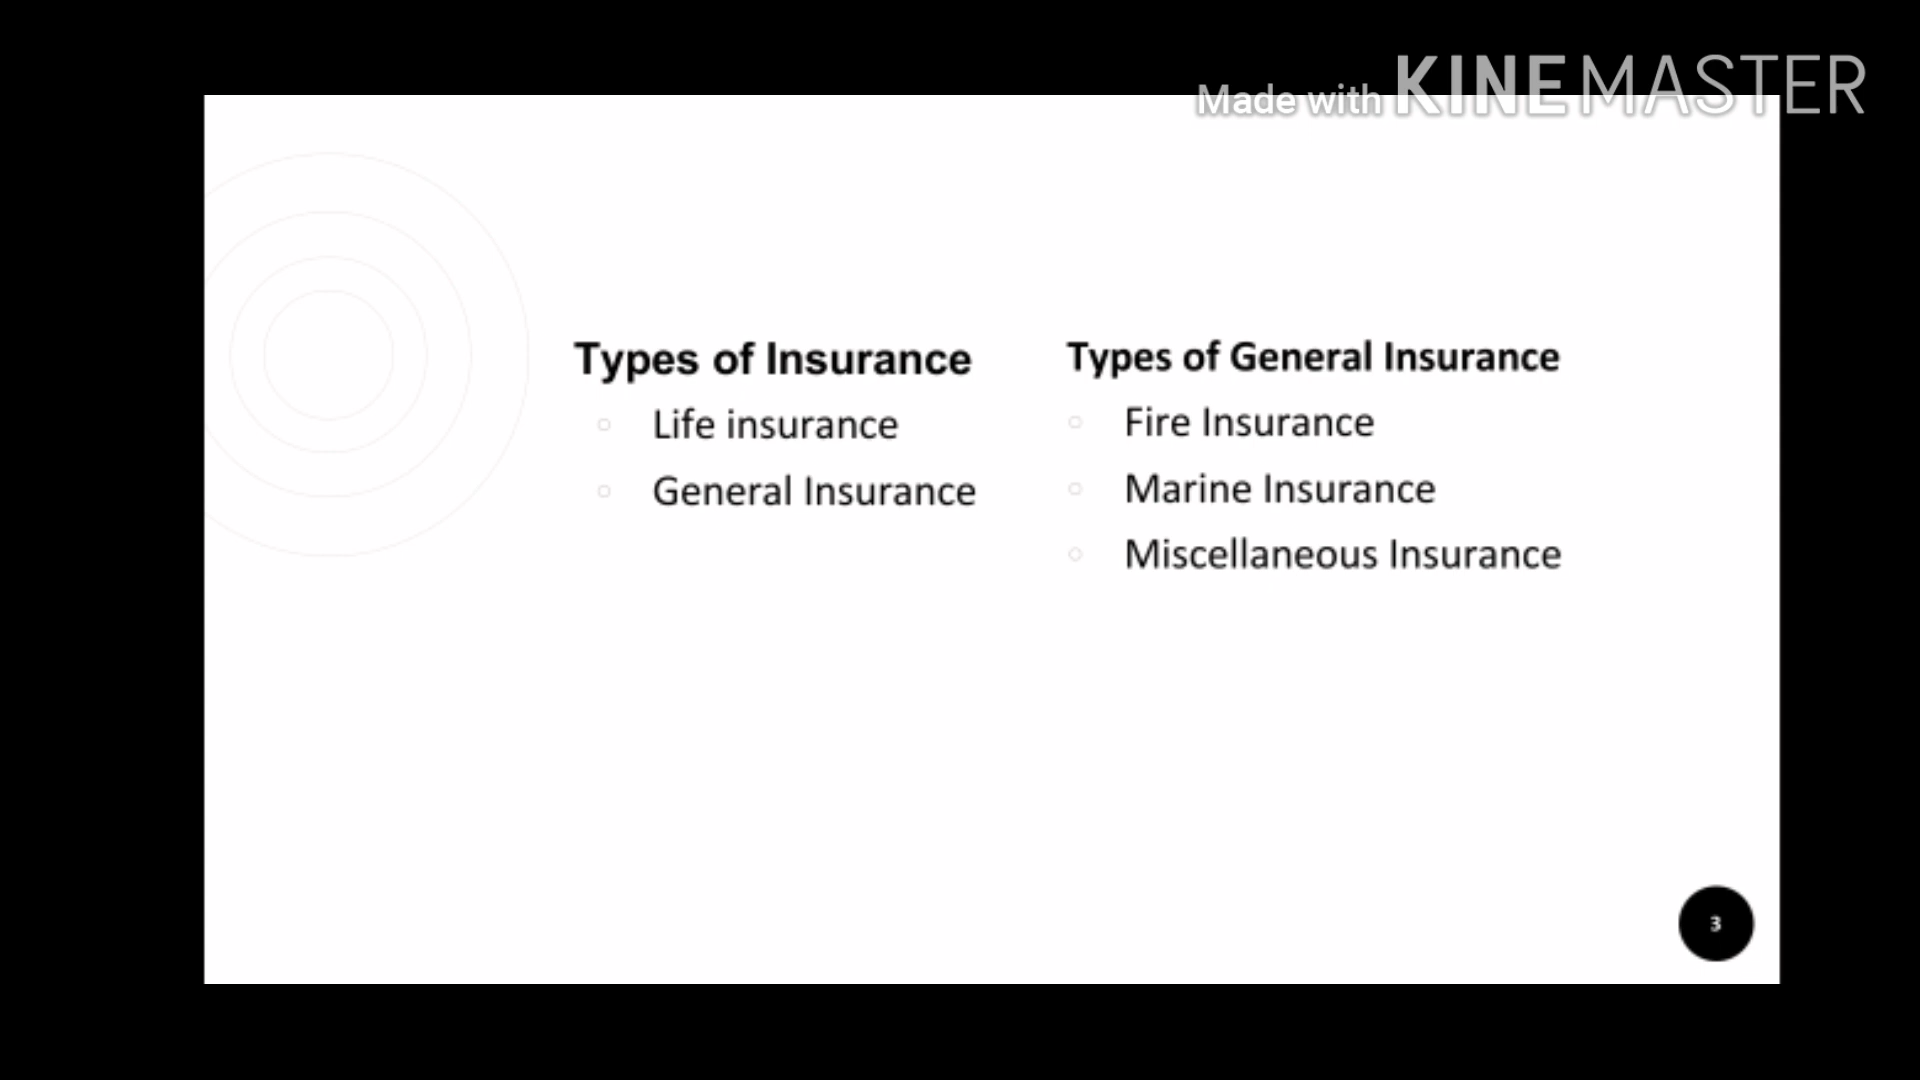 Made with KINEMASTER
Types of Insurance
Life insurance
General Insurance
Types of General Insurance
Fire Insurance
Marine Insurance
Miscellaneous Insurance
3